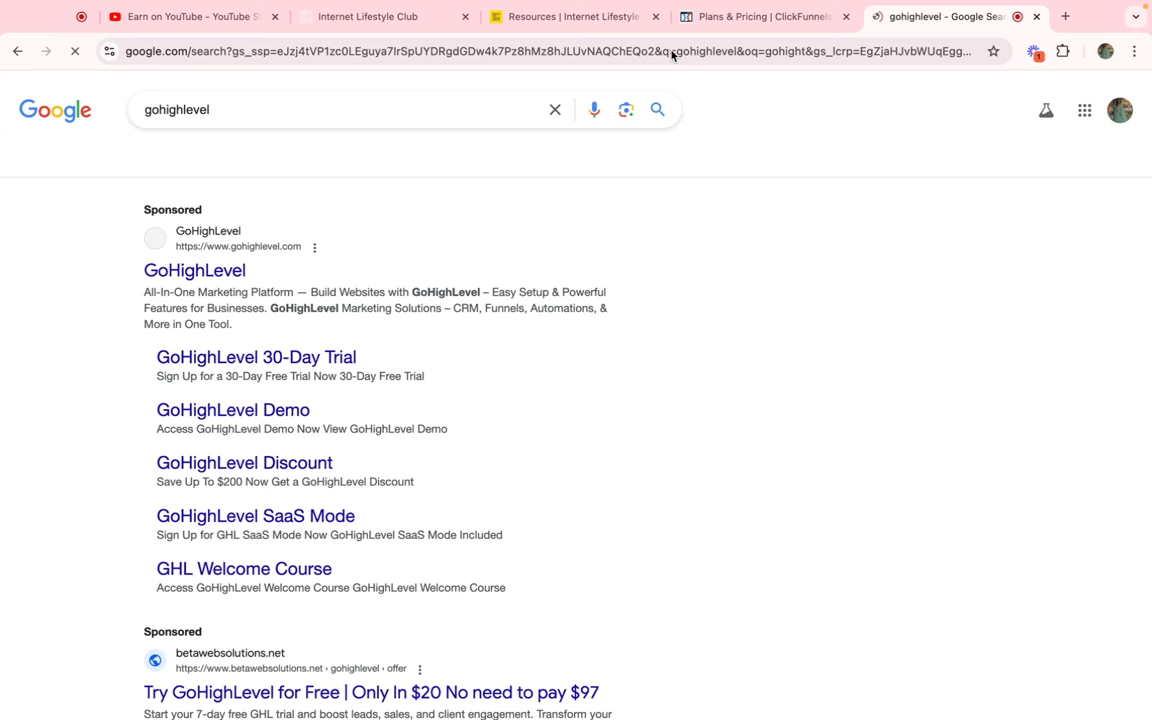 Earn on YouTube - YouTube S
Internet Lifestyle Club
Resources | Internet Lifestyle
Plans & Pricing | ClickFunnels
gohighlevel - Google Sea
google.com/search?gs_ssp=eJzj4tVP1zc0LEguya7IrSpUYDRgdGDw4k7Pz8hMz8hJLUvNAQChEQo2&q=gohighlevel&oq=gohight&gs_lcrp=EgZjaHJvbWUqEgg...
1
Google
gohighlevel
Sponsored
GoHighLevel
https://www.gohighlevel.com
GoHighLevel
All-In-One Marketing Platform — Build Websites with GoHighLevel – Easy Setup & Powerful
Features for Businesses. GoHighLevel Marketing Solutions – CRM, Funnels, Automations, &
More in One Tool.
GoHighLevel 30-Day Trial
Sign Up for a 30-Day Free Trial Now 30-Day Free Trial
GoHighLevel Demo
Access GoHighLevel Demo Now View GoHighLevel Demo
GoHighLevel Discount
Save Up To $200 Now Get a GoHighLevel Discount
GoHighLevel SaaS Mode
Sign Up for GHL SaaS Mode Now GoHighLevel SaaS Mode Included
GHL Welcome Course
Access GoHighLevel Welcome Course GoHighLevel Welcome Course
Sponsored
betawebsolutions.net
https://www.betawebsolutions.net › gohighlevel › offer
Try GoHighLevel for Free | Only In $20 No need to pay $97
Start your 7-day free GHL trial and boost leads, sales, and client engagement. Transform your